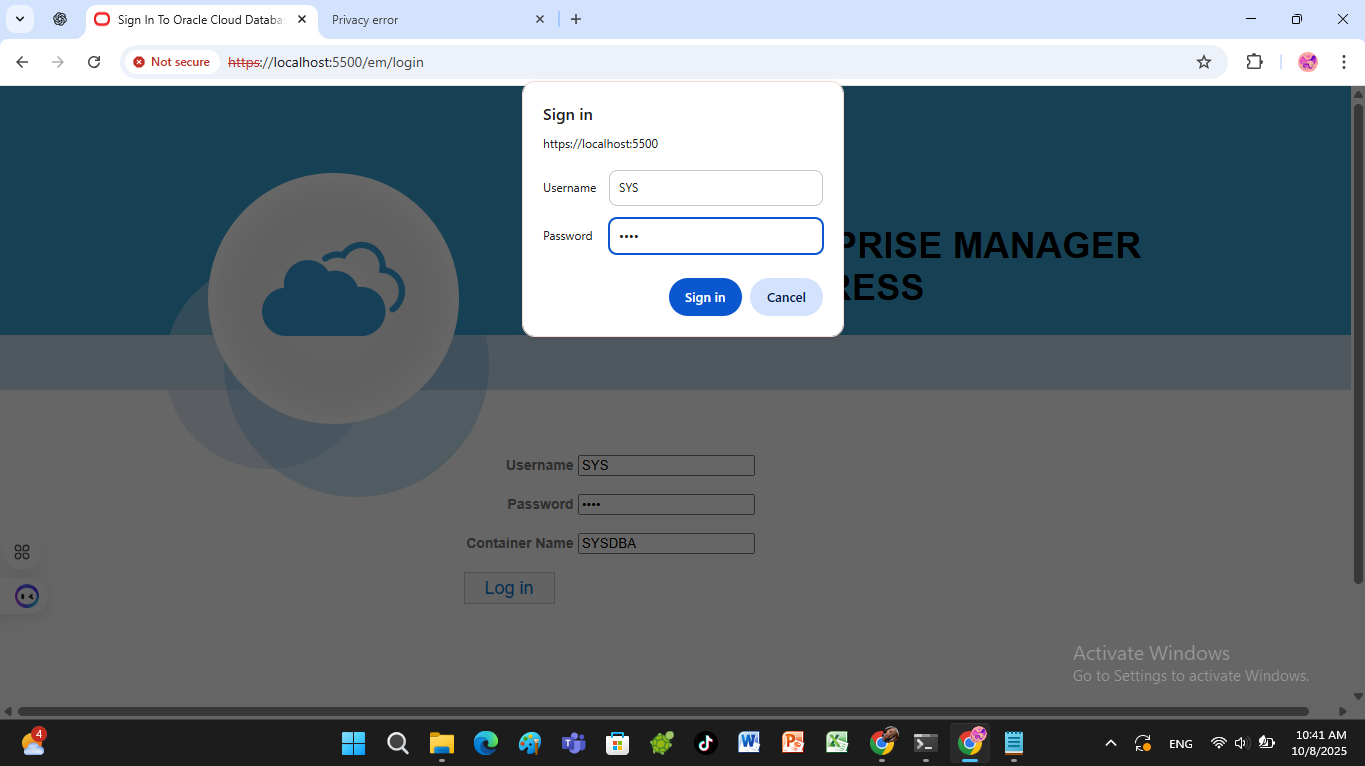 Sign In To Oracle Cloud Databa
Privacy error
Not secure
https://localhost:5500/em/login
Sign in
https://localhost:5500
Username
SYS
Password
••••
Sign in
Cancel
PRISE MANAGER
RESS
Username SYS
Password ••••
Container Name SYSDBA
Log in
Activate Windows
Go to Settings to activate Windows.
4
ENG
10:41 AM
10/8/2025